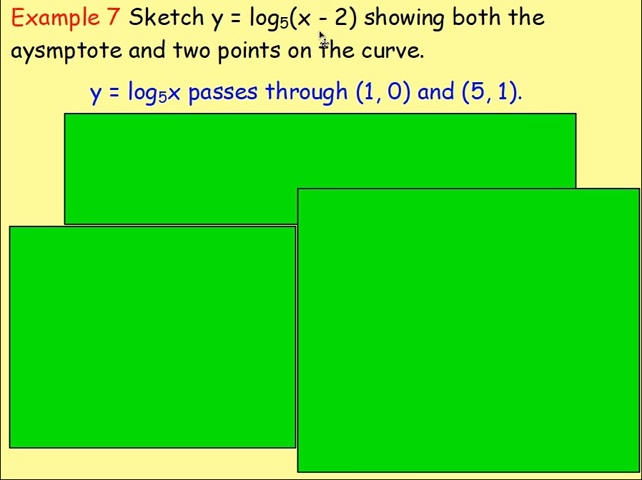 Example 7 Sketch y = log₅(x - 2) showing both the
aysmptote and two points on the curve.
y = log₅x passes through (1, 0) and (5, 1).